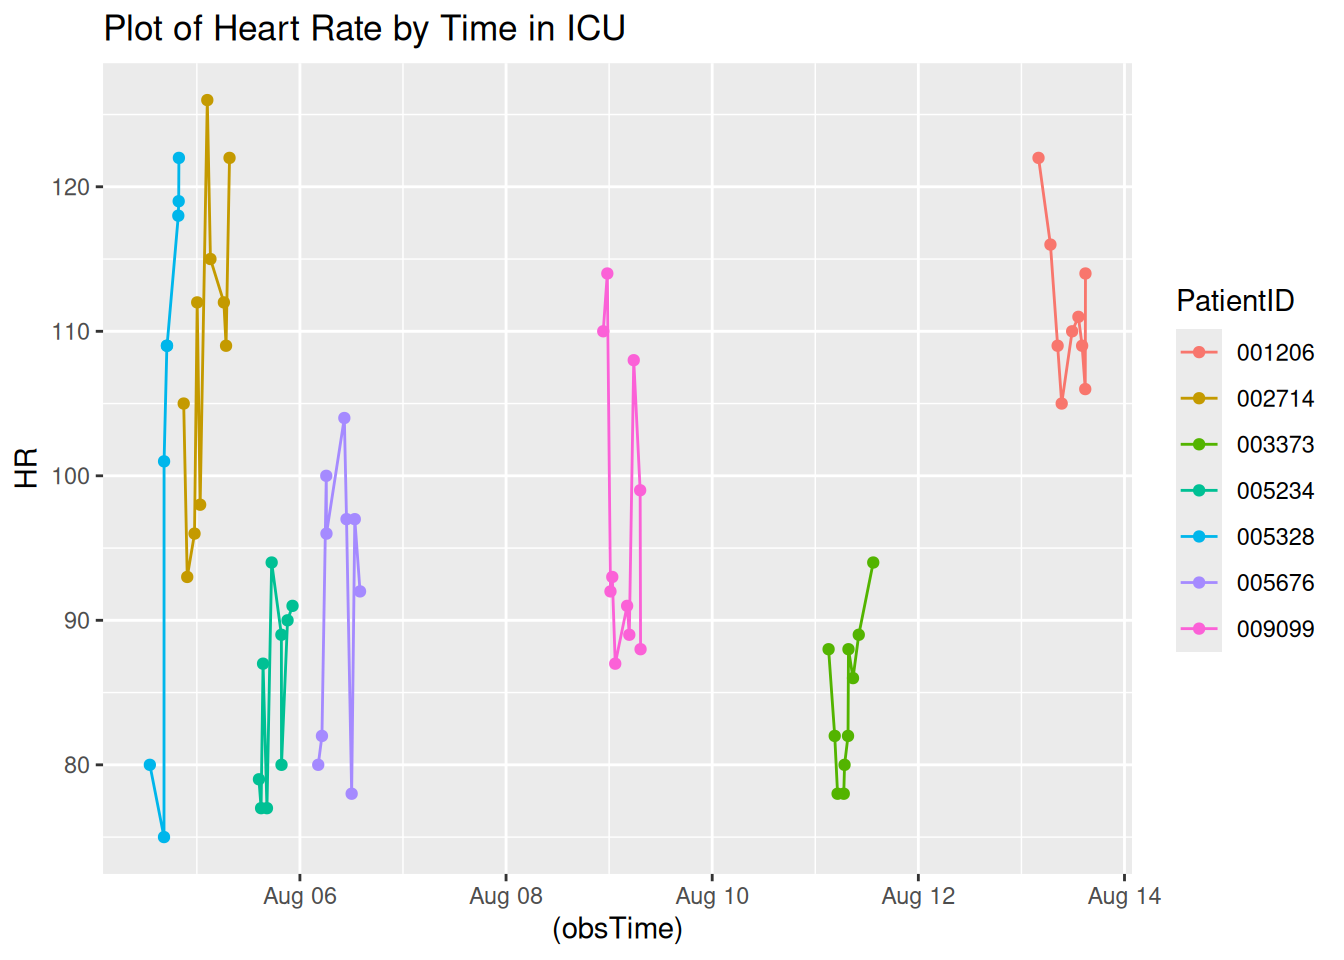 Plot of Heart Rate by Time in ICU
120
110
100
90
80
HR
Aug 06
Aug 08
Aug 10
Aug 12
Aug 14
(obsTime)
PatientID
001206
002714
003373
005234
005328
005676
009099